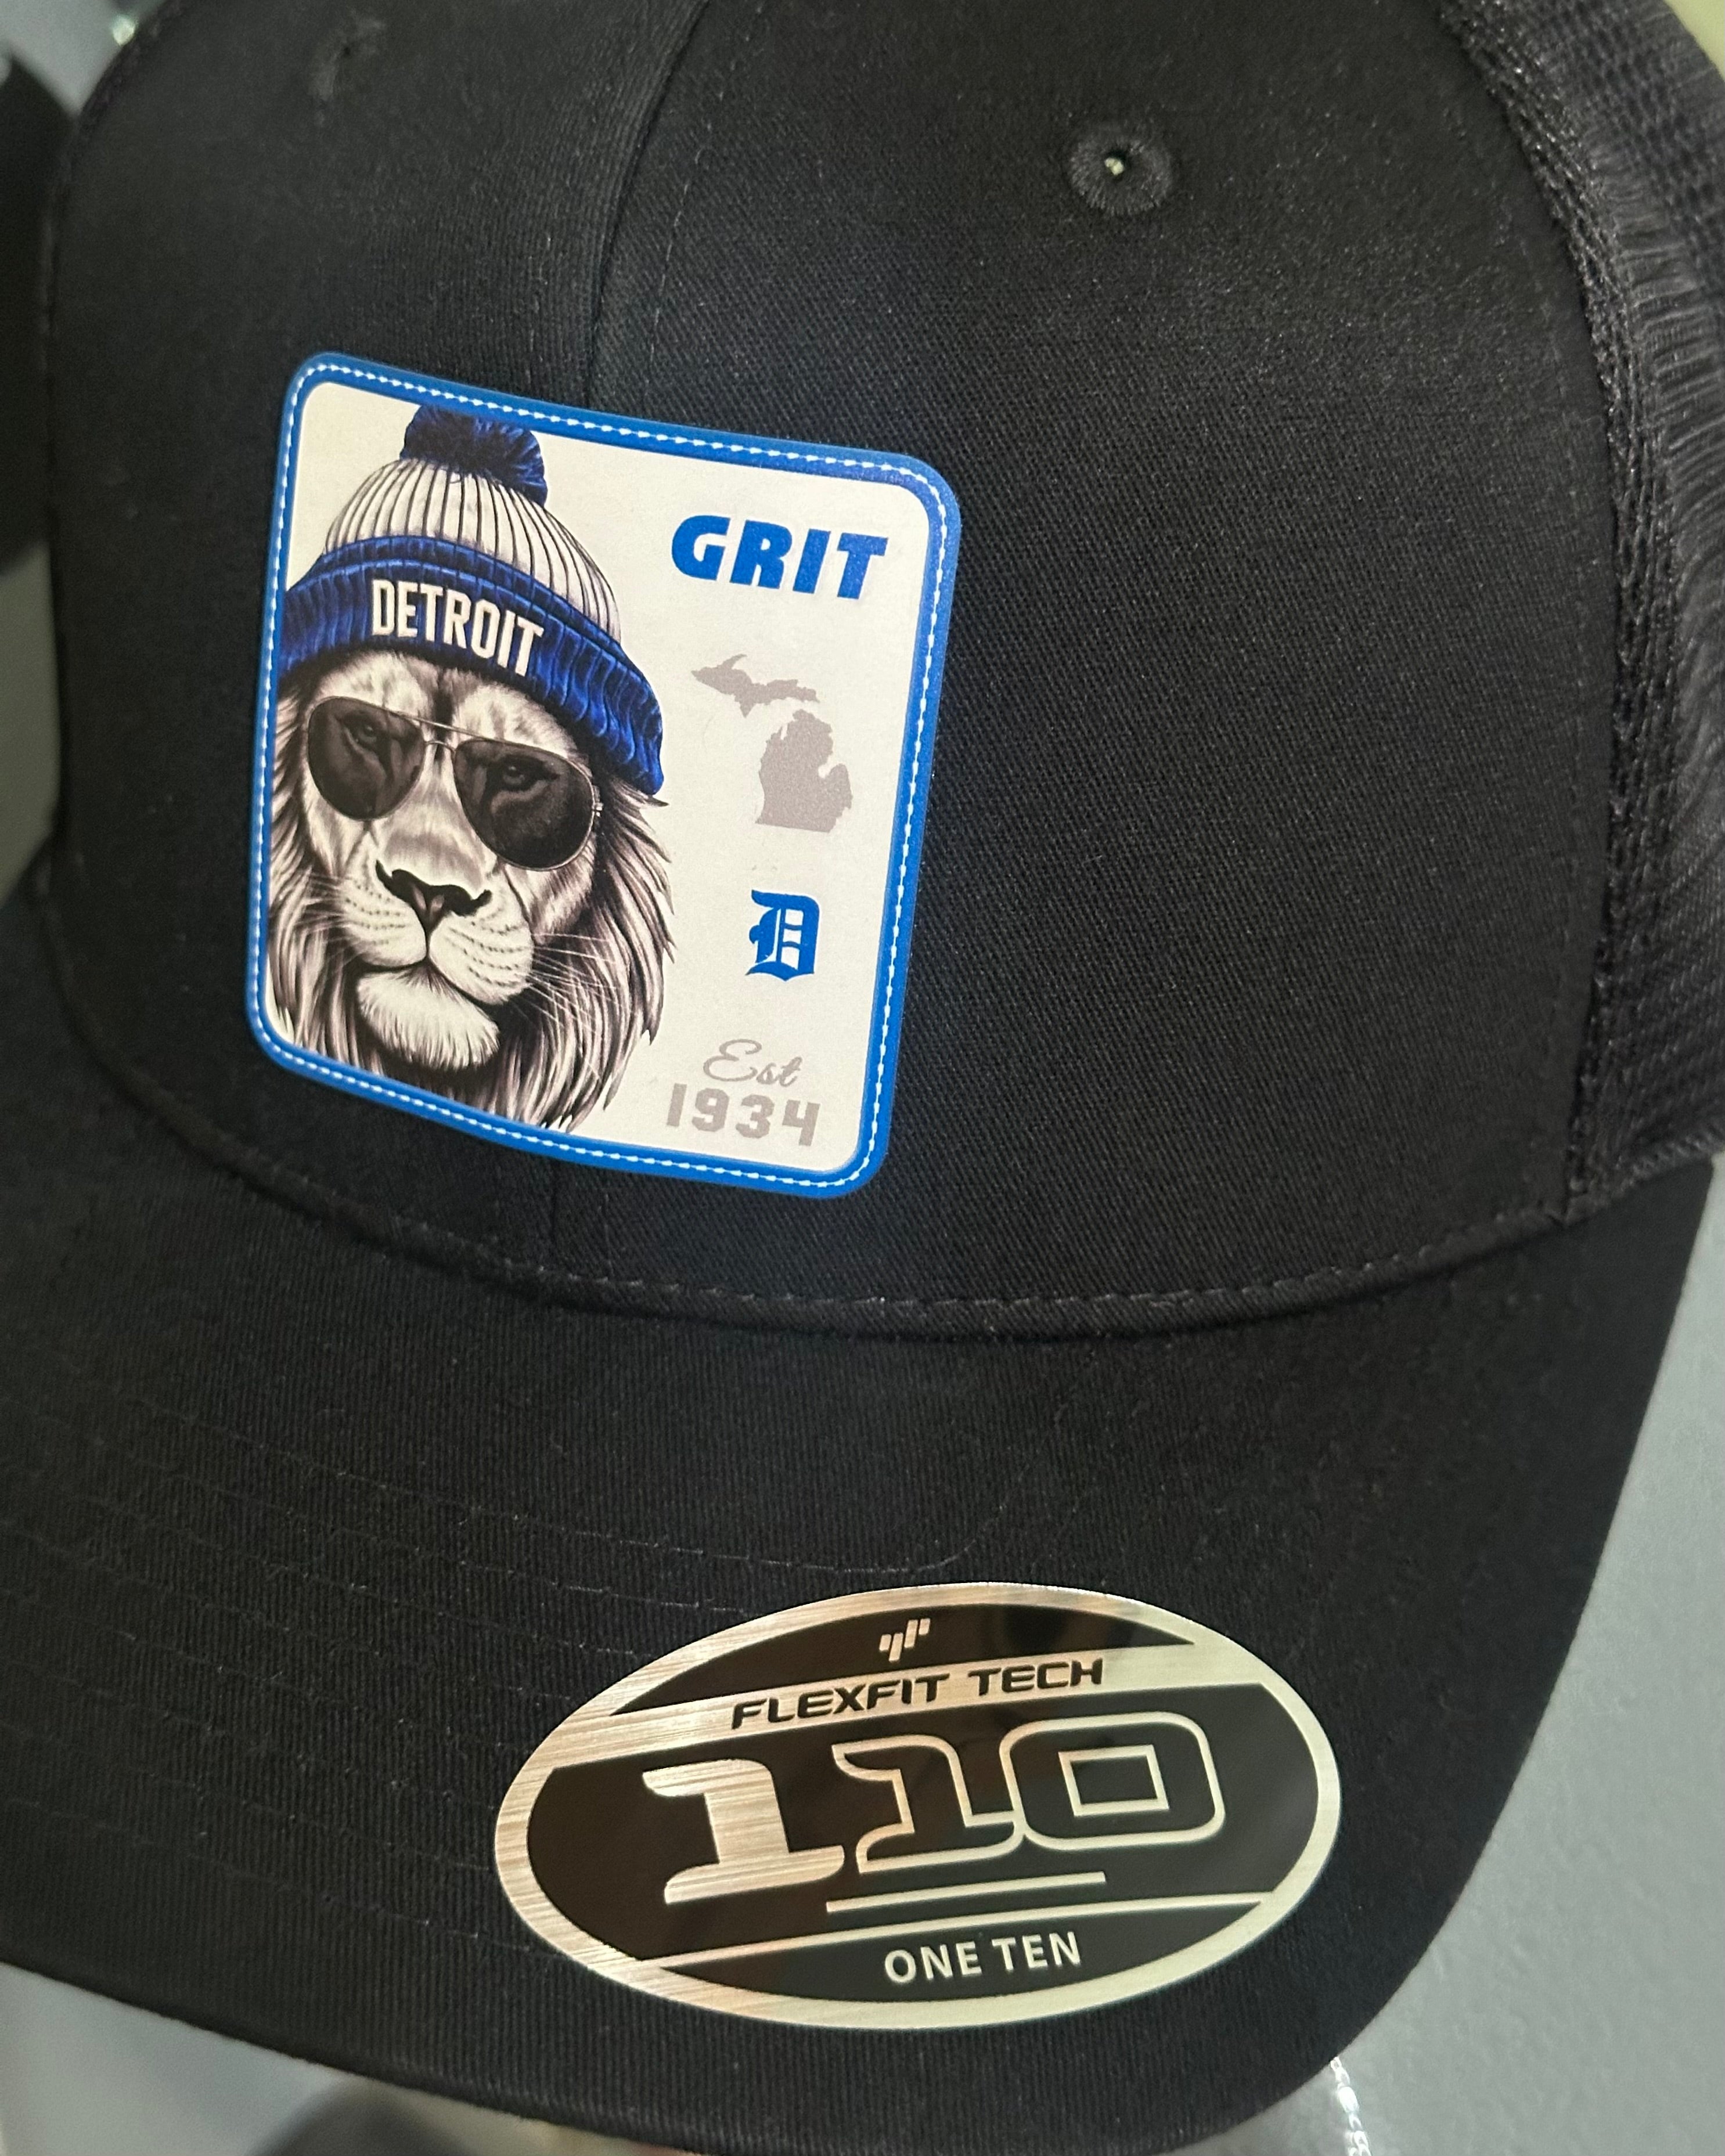 GRIT
DETROIT
D
Est
1934
FLEXFIT TECH
110
ONE TEN